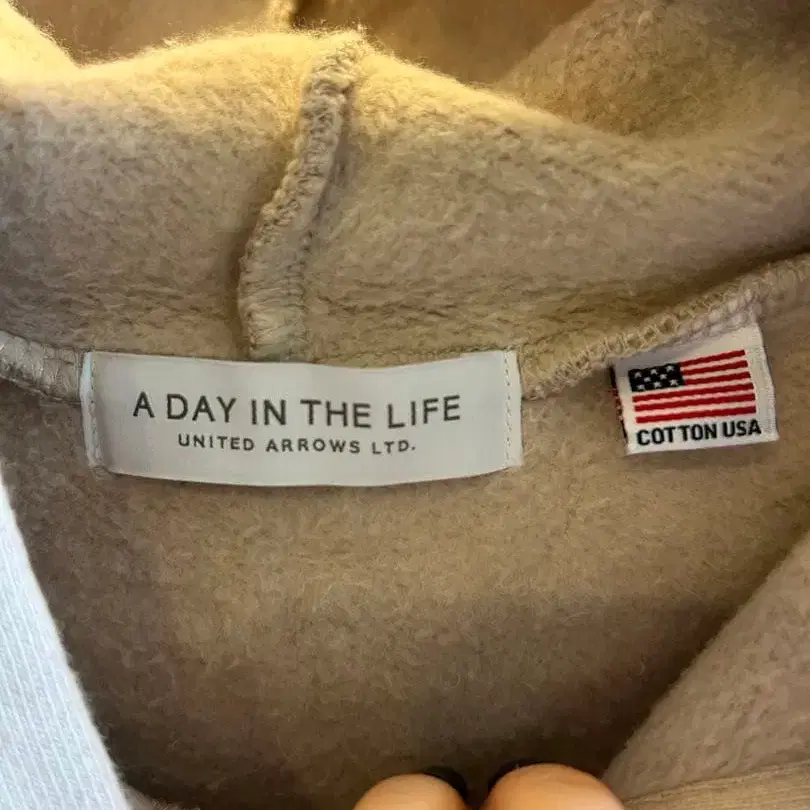 A DAY IN THE LIFE
UNITED ARROWS LTD.
COTTON USA